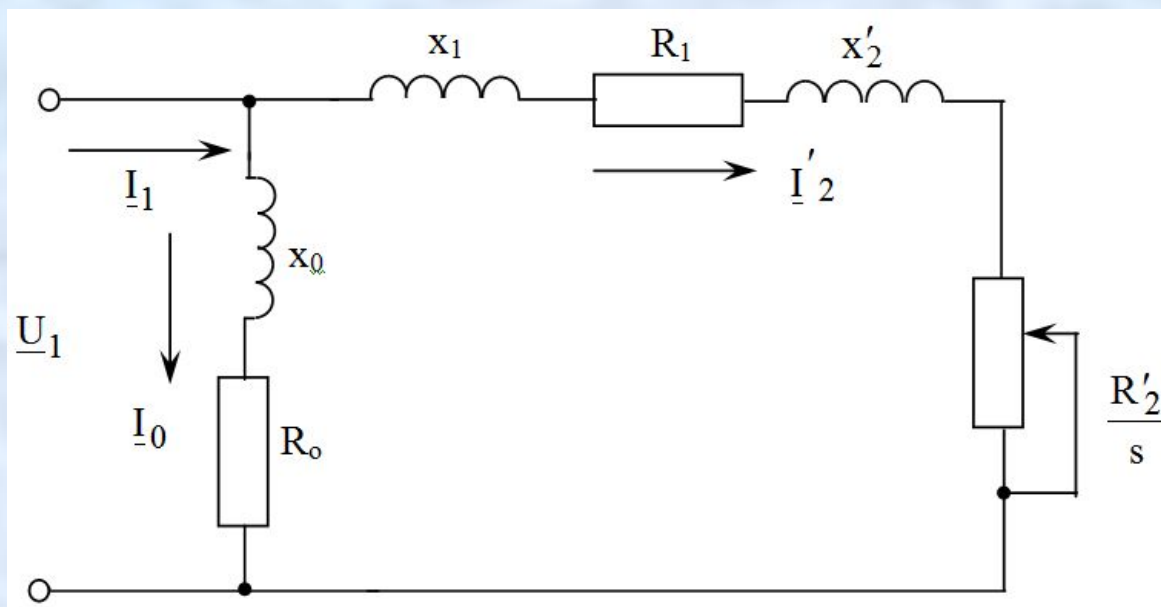 x₁
R₁
x′₂
I₁
I′₂
x₀
U₁
I₀
Rₒ
R′₂
s